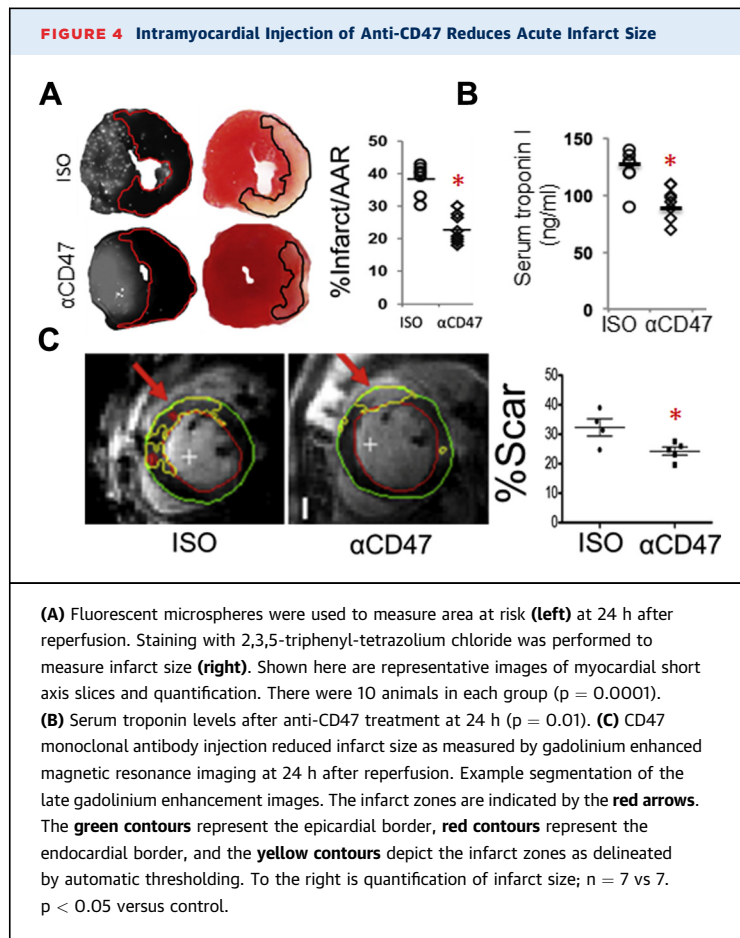 FIGURE 4 Intramyocardial Injection of Anti-CD47 Reduces Acute Infarct Size
A
ISO
αCD47
%Infarct/AAR
50
40
30
20
10
0
ISO αCD47
*
B
Serum troponin I
(ng/ml)
150
100
50
0
ISO αCD47
*
C
ISO
αCD47
%Scar
50
40
30
20
10
0
ISO αCD47
*
(A) Fluorescent microspheres were used to measure area at risk (left) at 24 h after
reperfusion. Staining with 2,3,5-triphenyl-tetrazolium chloride was performed to
measure infarct size (right). Shown here are representative images of myocardial short
axis slices and quantification. There were 10 animals in each group (p = 0.0001).
(B) Serum troponin levels after anti-CD47 treatment at 24 h (p = 0.01). (C) CD47
monoclonal antibody injection reduced infarct size as measured by gadolinium enhanced
magnetic resonance imaging at 24 h after reperfusion. Example segmentation of the
late gadolinium enhancement images. The infarct zones are indicated by the red arrows.
The green contours represent the epicardial border, red contours represent the
endocardial border, and the yellow contours depict the infarct zones as delineated
by automatic thresholding. To the right is quantification of infarct size; n = 7 vs 7.
p < 0.05 versus control.